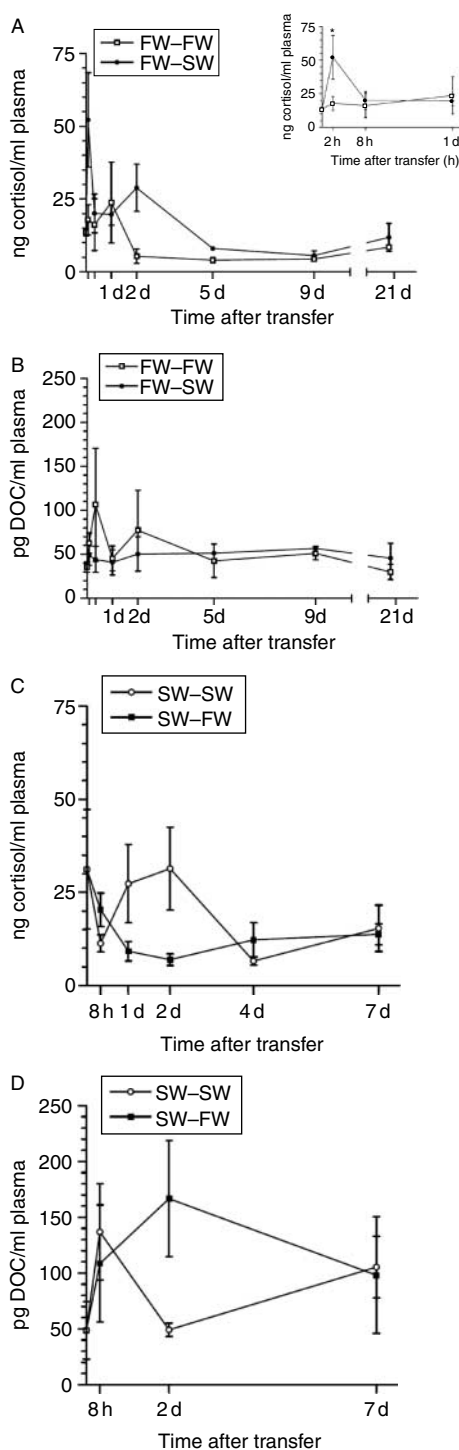 A
FW–FW
FW–SW
ng cortisol/ml plasma
75
50
25
0
1 d 2 d 5 d 9 d 21 d
Time after transfer
ng cortisol/ml plasma
75
50
25
0
*
2 h 8 h 1 d
Time after transfer (h)
B
FW–FW
FW–SW
pg DOC/ml plasma
250
200
150
100
50
0
1 d 2 d 5 d 9 d 21 d
Time after transfer
C
SW–SW
SW–FW
ng cortisol/ml plasma
75
50
25
0
8 h 1 d 2 d 4 d 7 d
Time after transfer
D
SW–SW
SW–FW
pg DOC/ml plasma
250
200
150
100
50
0
8 h 2 d 7 d
Time after transfer